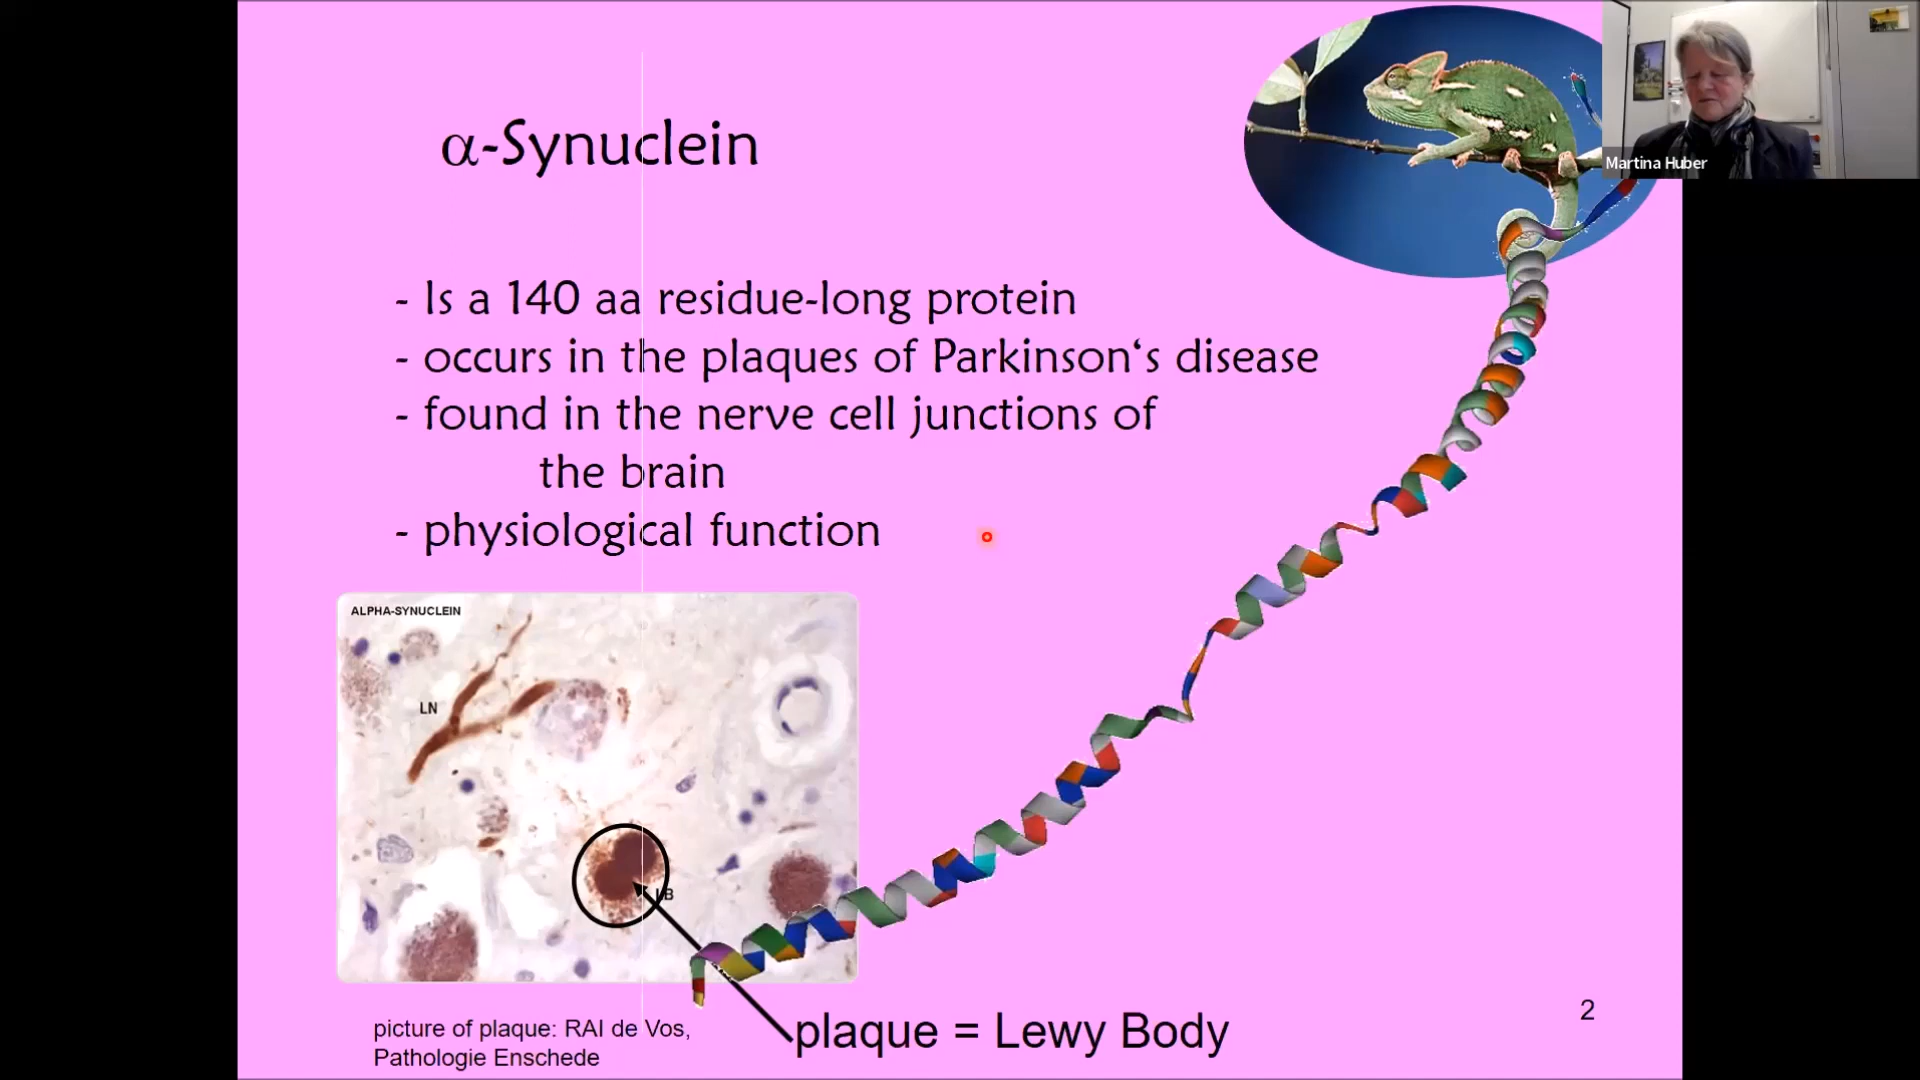 α-Synuclein
Martina Huber
- Is a 140 aa residue-long protein
- occurs in the plaques of Parkinson‘s disease
- found in the nerve cell junctions of
the brain
- physiological function
ALPHA-SYNUCLEIN
LN
LB
picture of plaque: RAI de Vos,
Pathologie Enschede
plaque = Lewy Body
2